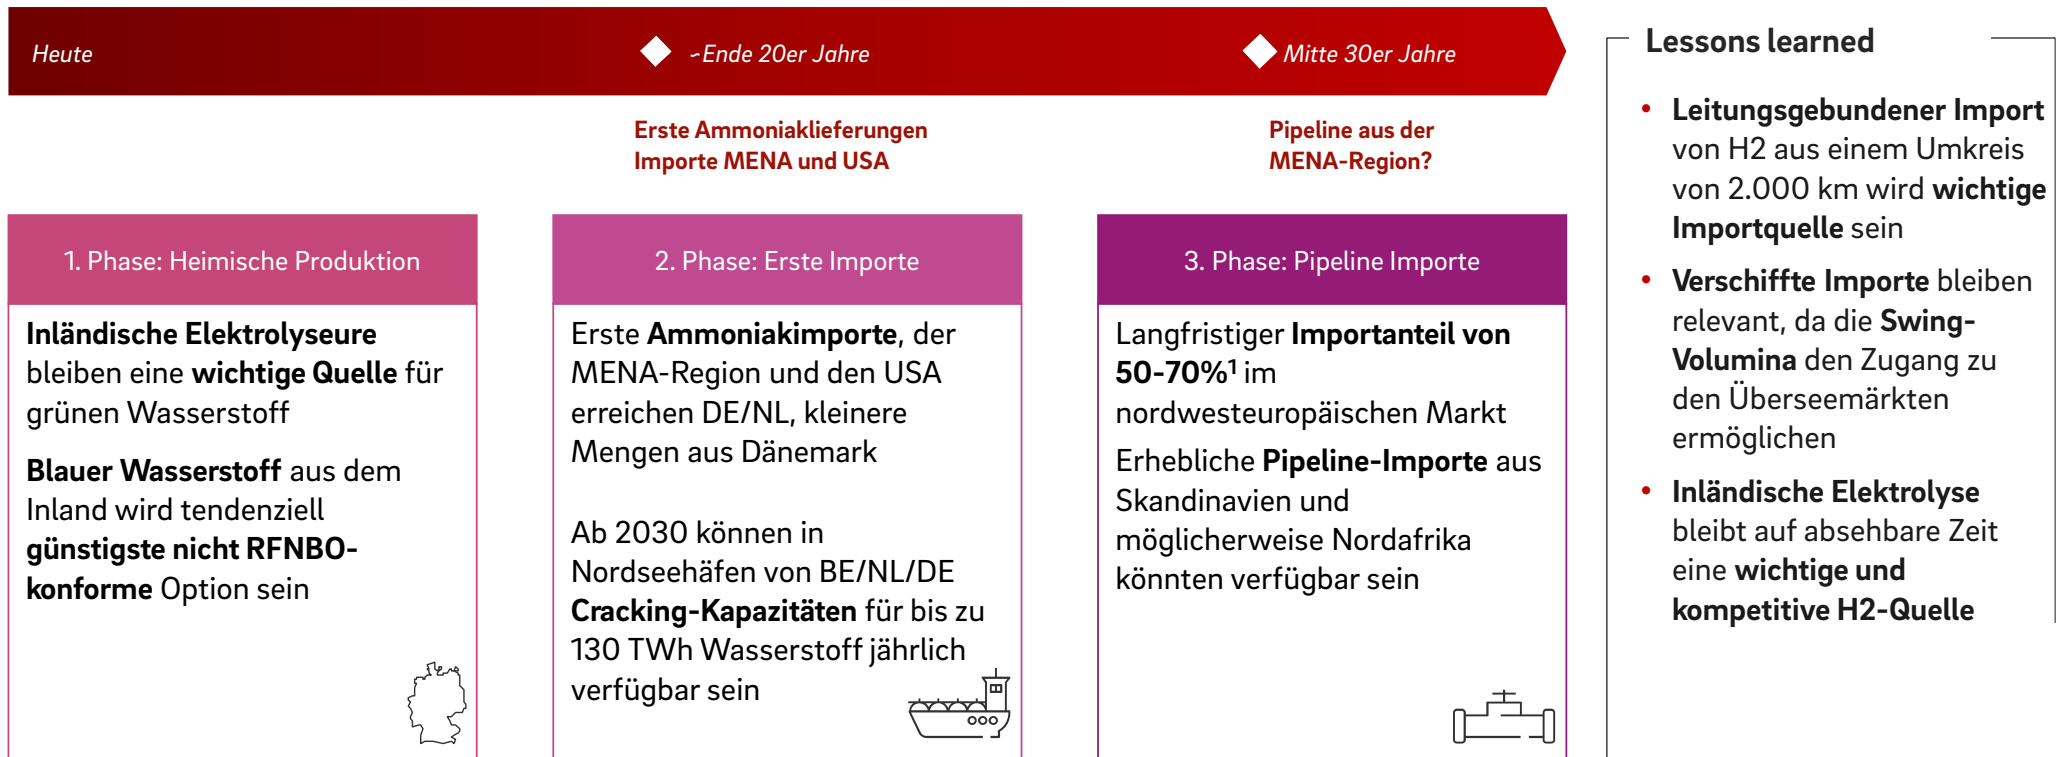 Heute
~Ende 20er Jahre
Mitte 30er Jahre
Erste Ammoniaklieferungen
Importe MENA und USA
Pipeline aus der
MENA-Region?
1. Phase: Heimische Produktion
Inländische Elektrolyseure
bleiben eine wichtige Quelle für
grünen Wasserstoff
Blauer Wasserstoff aus dem
Inland wird tendenziell
günstigste nicht RFNBO-
konforme Option sein
2. Phase: Erste Importe
Erste Ammoniakimporte, der
MENA-Region und den USA
erreichen DE/NL, kleinere
Mengen aus Dänemark
Ab 2030 können in
Nordseehäfen von BE/NL/DE
Cracking-Kapazitäten für bis zu
130 TWh Wasserstoff jährlich
verfügbar sein
3. Phase: Pipeline Importe
Langfristiger Importanteil von
50-70%¹ im
nordwesteuropäischen Markt
Erhebliche Pipeline-Importe aus
Skandinavien und
möglicherweise Nordafrika
könnten verfügbar sein
Lessons learned
• Leitungsgebundener Import
von H2 aus einem Umkreis
von 2.000 km wird wichtige
Importquelle sein
• Verschiffte Importe bleiben
relevant, da die Swing-
Volumina den Zugang zu
den Überseemärkten
ermöglichen
• Inländische Elektrolyse
bleibt auf absehbare Zeit
eine wichtige und
kompetitive H2-Quelle